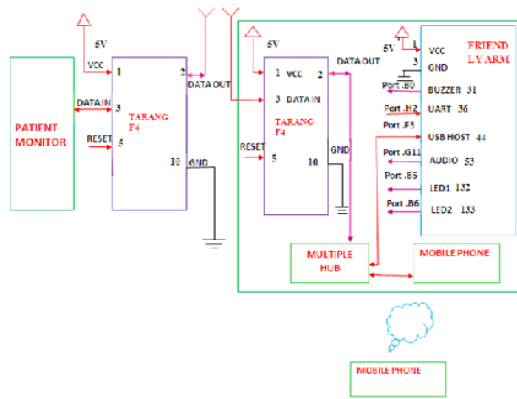 5V
VCC
1
2
DATA OUT
PATIENT
MONITOR
DATA IN
3
TARANG
F4
RESET
5
10
GND
5V
1
VCC
2
DATA OUT
3
DATA IN
TARANG
F4
RESET
5
10
GND
5V
1
VCC
3
GND
FRIEND
LY ARM
Port .B0
BUZZER 31
Port .H2
UART 36
Port .F3
USB HOST 44
Port .G11
AUDIO 53
Port .B5
LED1 132
Port .B6
LED2 133
MULTIPLE
HUB
MOBILE PHONE
MOBILE PHONE